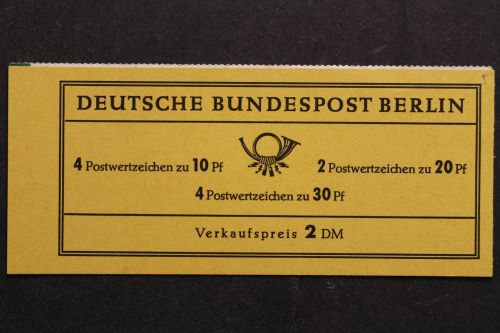 DEUTSCHE BUNDESPOST BERLIN
4 Postwertzeichen zu 10 Pf 2 Postwertzeichen zu 20 Pf
4 Postwertzeichen zu 30 Pf
Verkaufspreis 2 DM